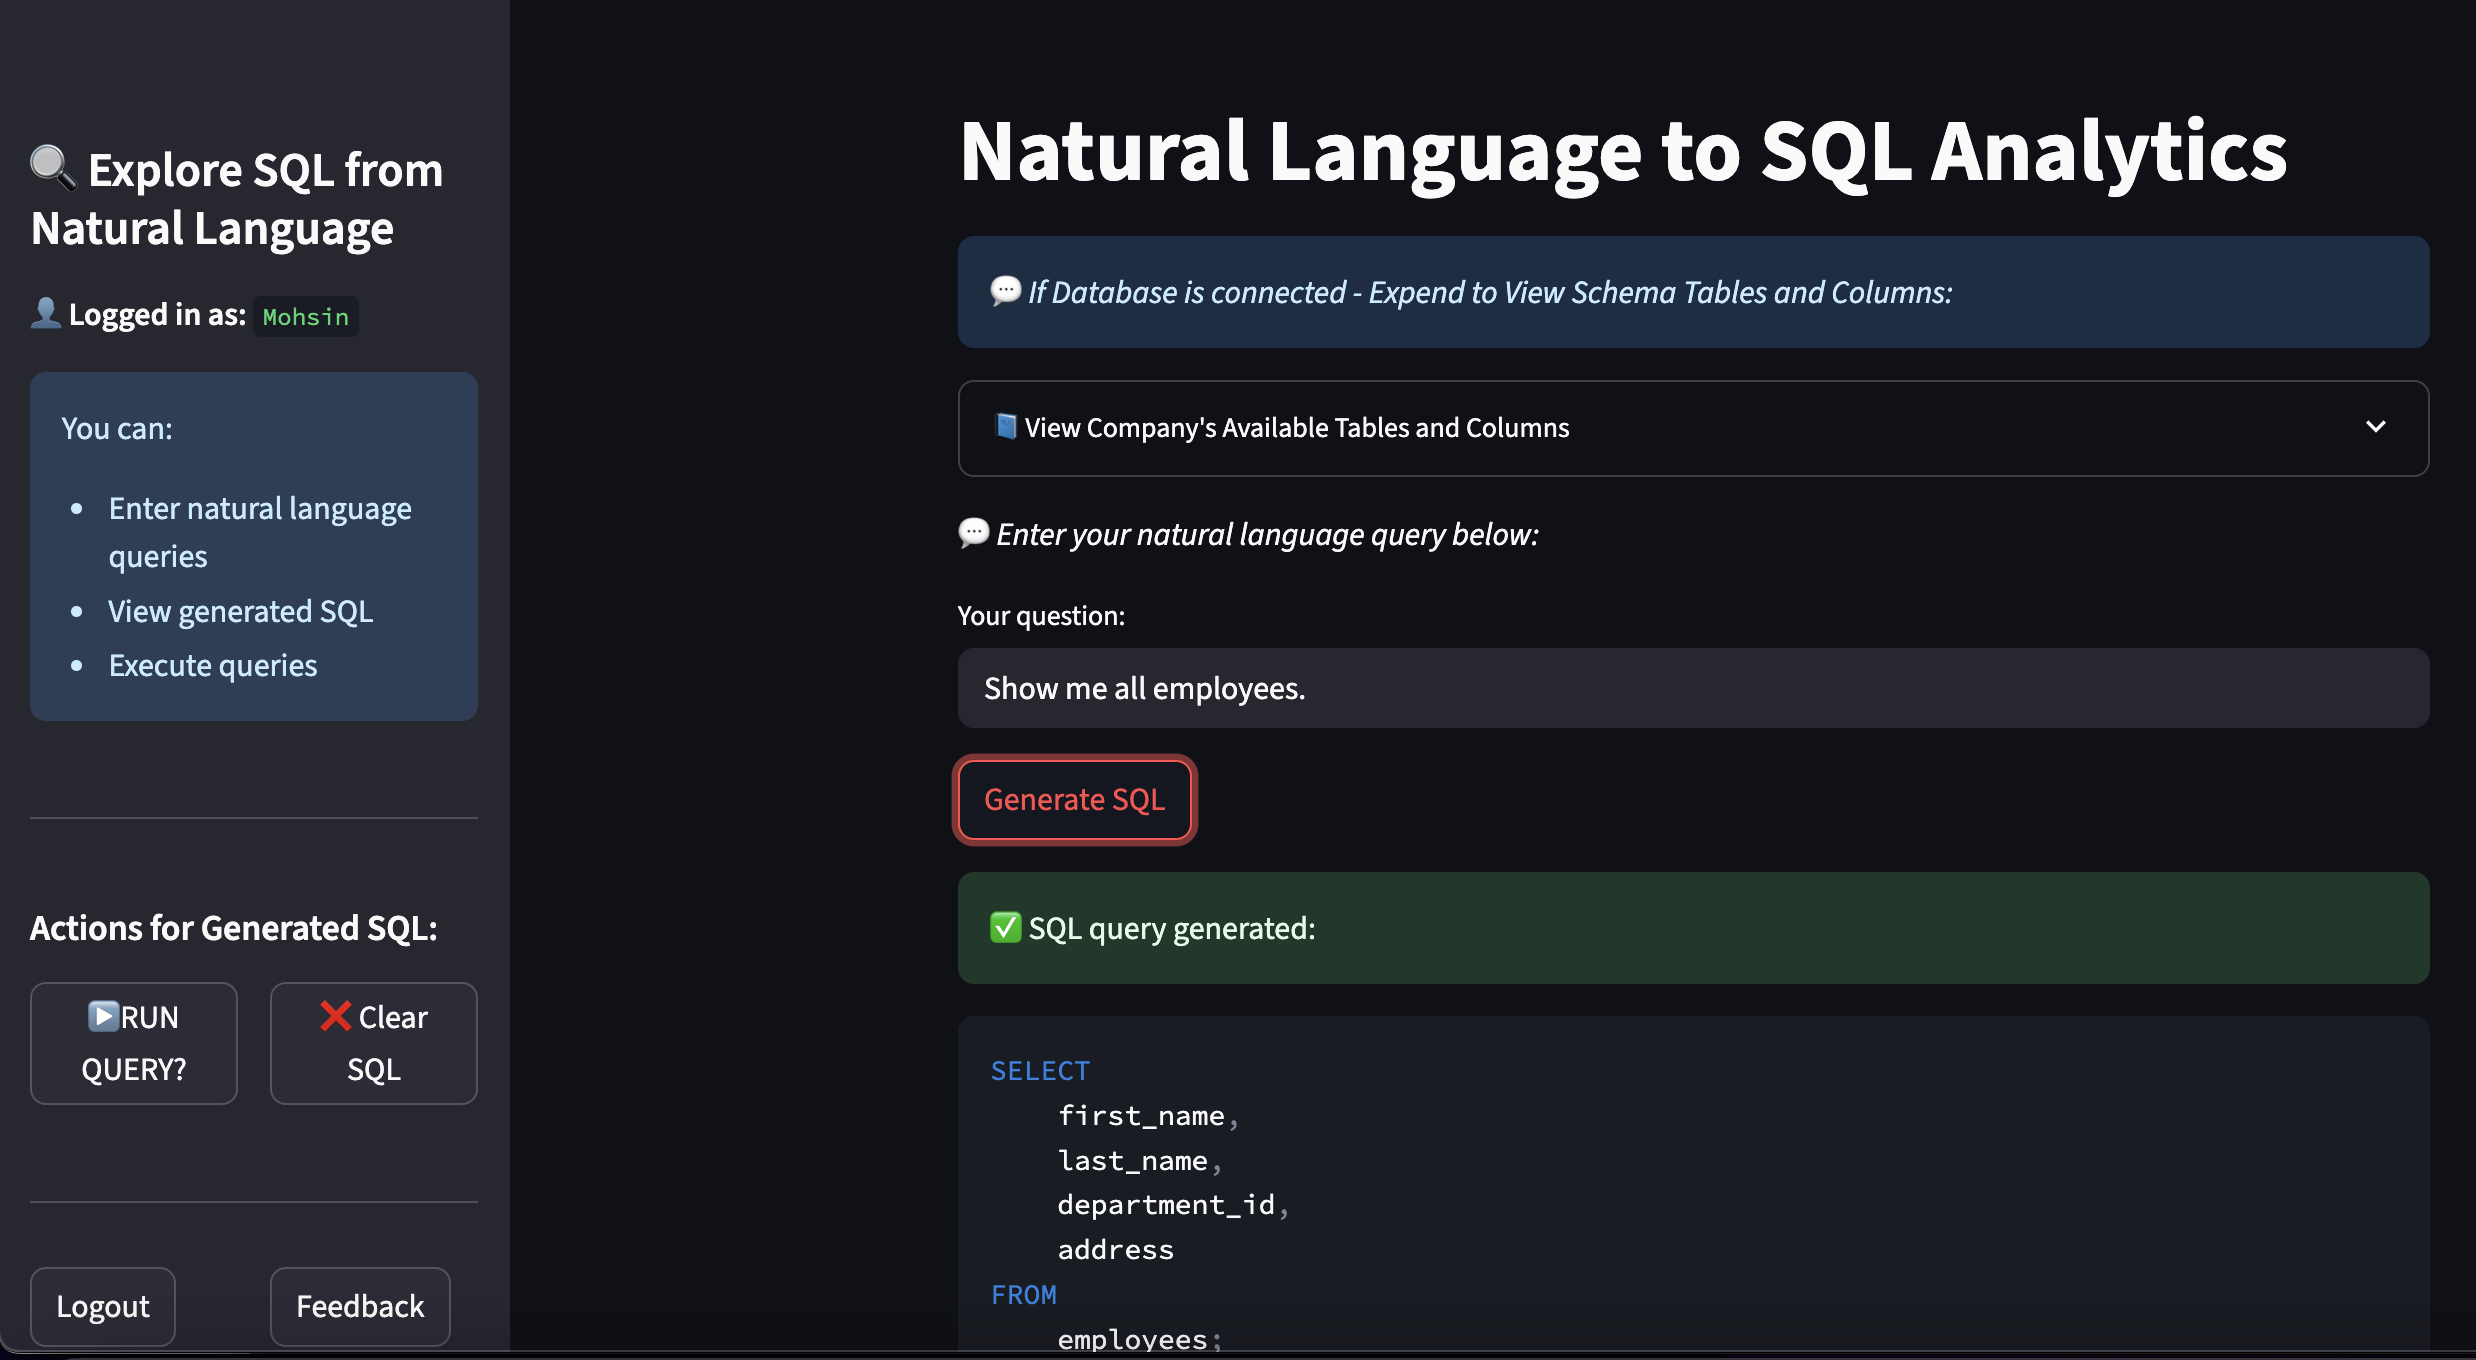 🔍 Explore SQL from
Natural Language
👤 Logged in as: Mohsin
You can:
• Enter natural language
queries
• View generated SQL
• Execute queries
Actions for Generated SQL:
▶️RUN
QUERY?
❌ Clear
SQL
Logout
Feedback
Natural Language to SQL Analytics
💬 If Database is connected - Expend to View Schema Tables and Columns:
📘 View Company's Available Tables and Columns
💬 Enter your natural language query below:
Your question:
Show me all employees.
Generate SQL
✅ SQL query generated:
SELECT
first_name,
last_name,
department_id,
address
FROM
employees;